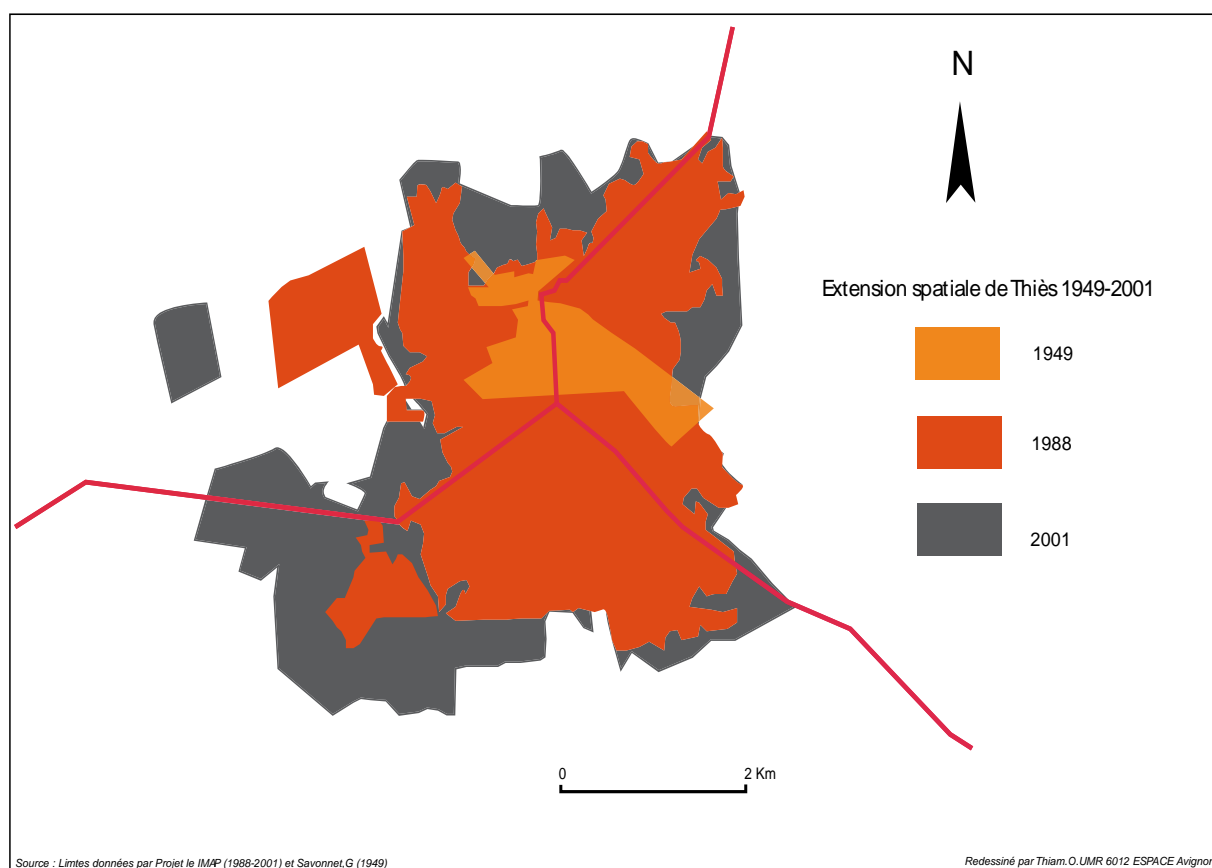 N
Extension spatiale de Thiès 1949-2001
1949
1988
2001
0 2 Km
Source : Limtes données par Projet le IMAP (1988-2001) et Savonnet,G (1949)
Redessiné par Thiam.O.UMR 6012 ESPACE Avignon